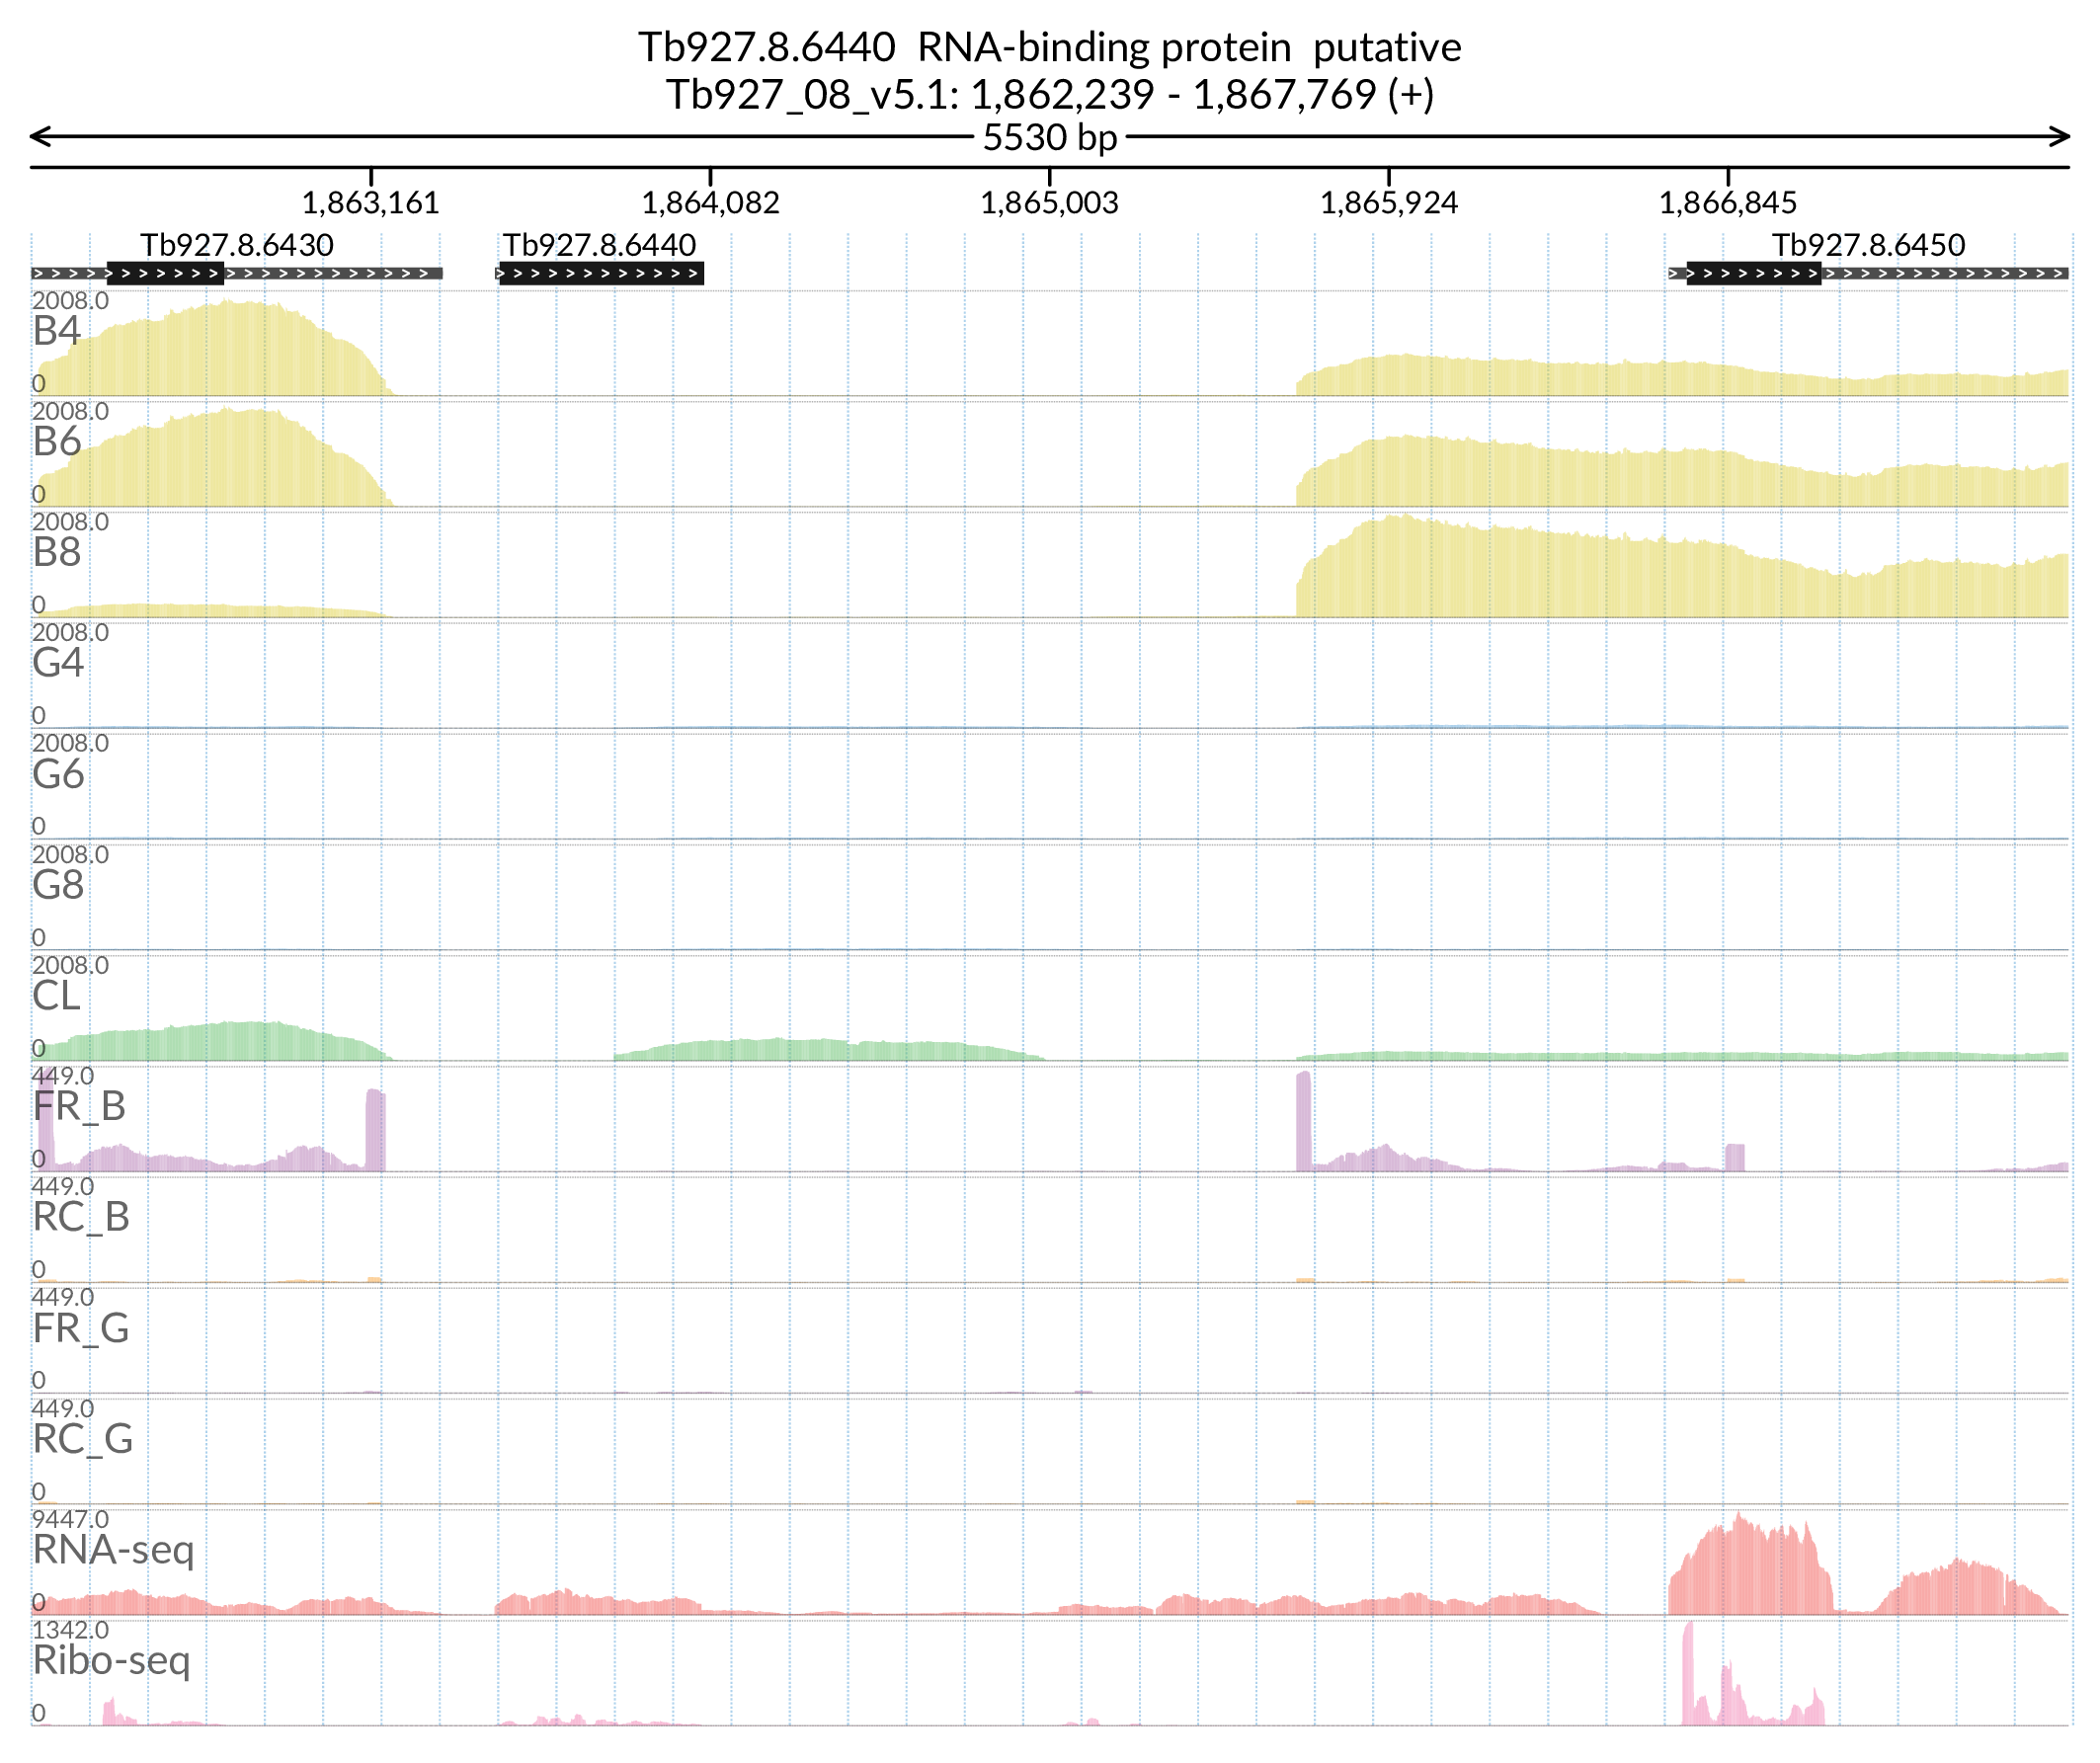 Tb927.8.6440 RNA-binding protein putative
Tb927_08_v5.1: 1,862,239 - 1,867,769 (+)
5530 bp
1,863,161 1,864,082 1,865,003 1,865,924 1,866,845
Tb927.8.6430 Tb927.8.6440 Tb927.8.6450
2008.0
B4
0
2008.0
B6
0
2008.0
B8
0
2008.0
G4
0
2008.0
G6
0
2008.0
G8
0
2008.0
CL
0
449.0
FR_B
0
449.0
RC_B
0
449.0
FR_G
0
449.0
RC_G
0
9447.0
RNA-seq
0
1342.0
Ribo-seq
0